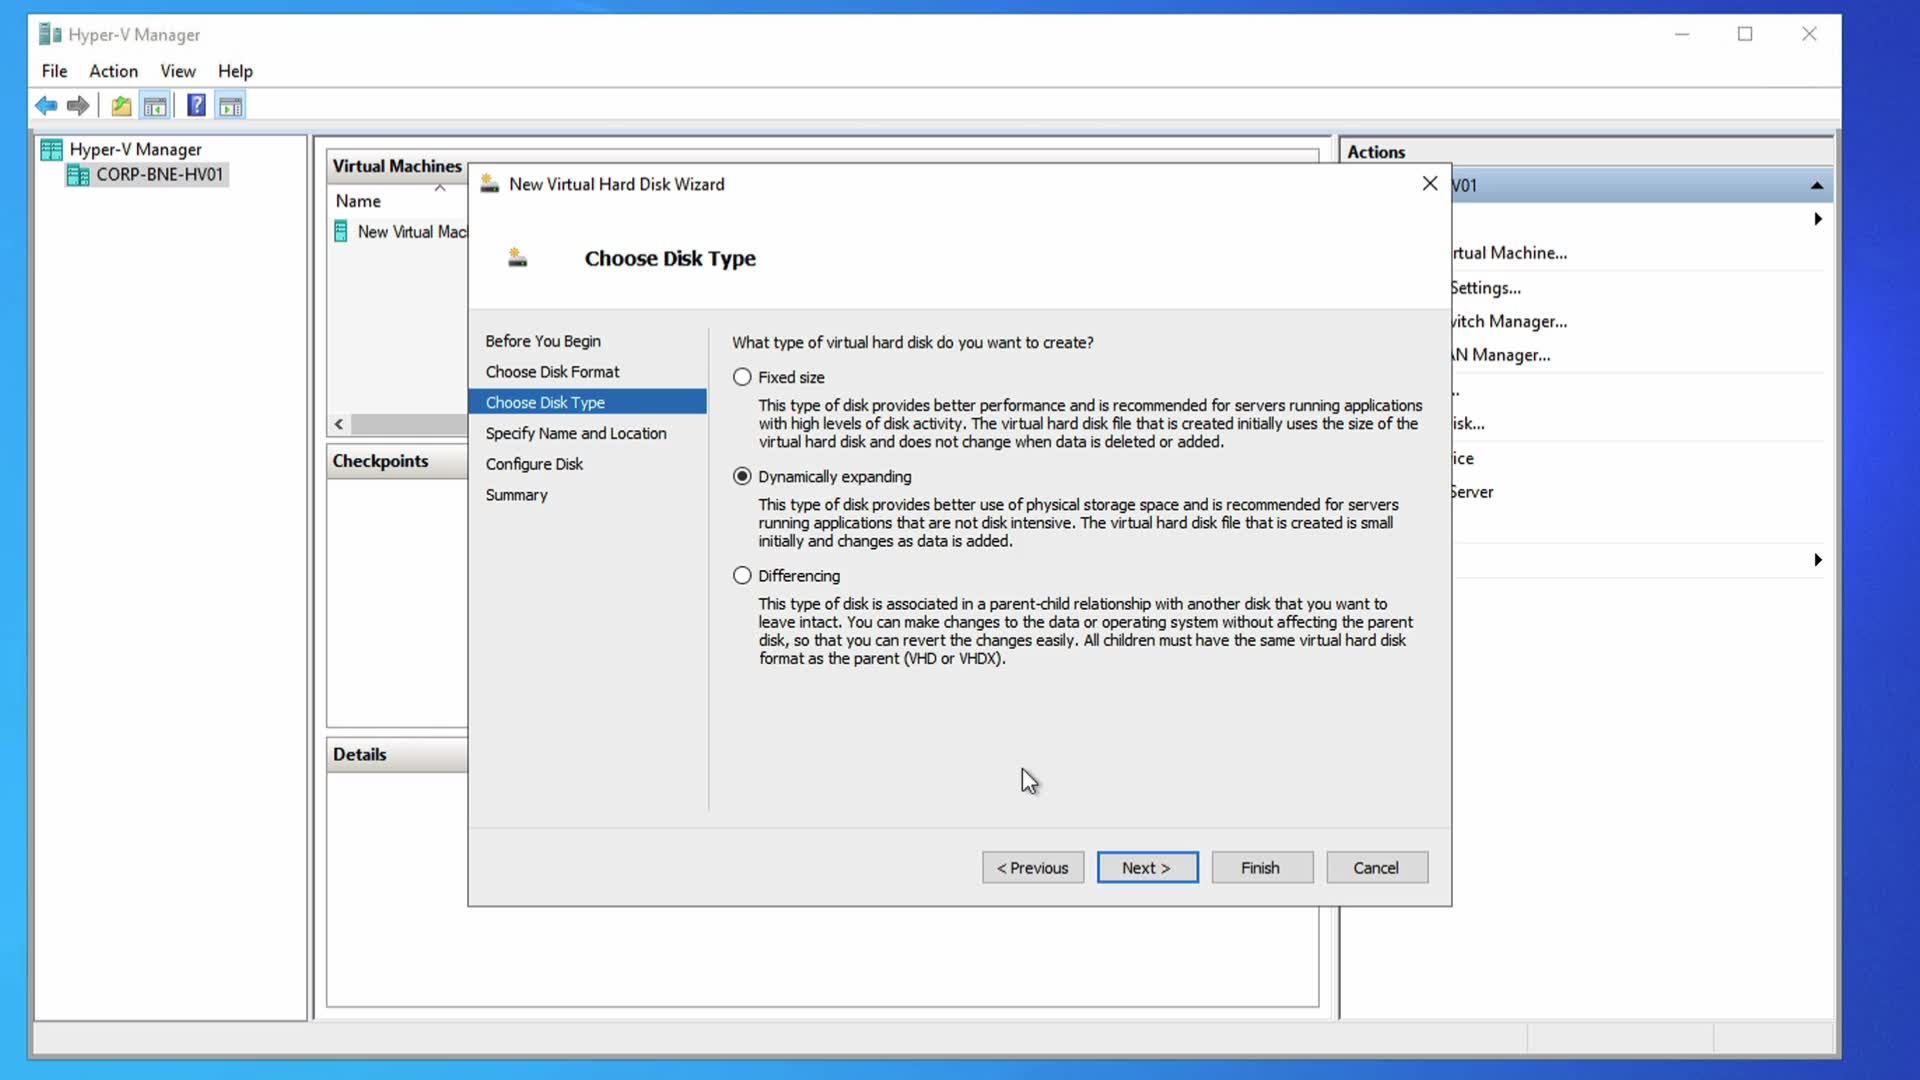 Hyper-V Manager
File Action View Help
Hyper-V Manager
CORP-BNE-HV01
Virtual Machines
Name
New Virtual Mac
Checkpoints
Details
New Virtual Hard Disk Wizard
Choose Disk Type
Before You Begin
Choose Disk Format
Choose Disk Type
Specify Name and Location
Configure Disk
Summary
What type of virtual hard disk do you want to create?
Fixed size
This type of disk provides better performance and is recommended for servers running applications
with high levels of disk activity. The virtual hard disk file that is created initially uses the size of the
virtual hard disk and does not change when data is deleted or added.
Dynamically expanding
This type of disk provides better use of physical storage space and is recommended for servers
running applications that are not disk intensive. The virtual hard disk file that is created is small
initially and changes as data is added.
Differencing
This type of disk is associated in a parent-child relationship with another disk that you want to
leave intact. You can make changes to the data or operating system without affecting the parent
disk, so that you can revert the changes easily. All children must have the same virtual hard disk
format as the parent (VHD or VHDX).
< Previous
Next >
Finish
Cancel
Actions
V01
rtual Machine...
Settings...
itch Manager...
N Manager...
..
isk...
ice
Server